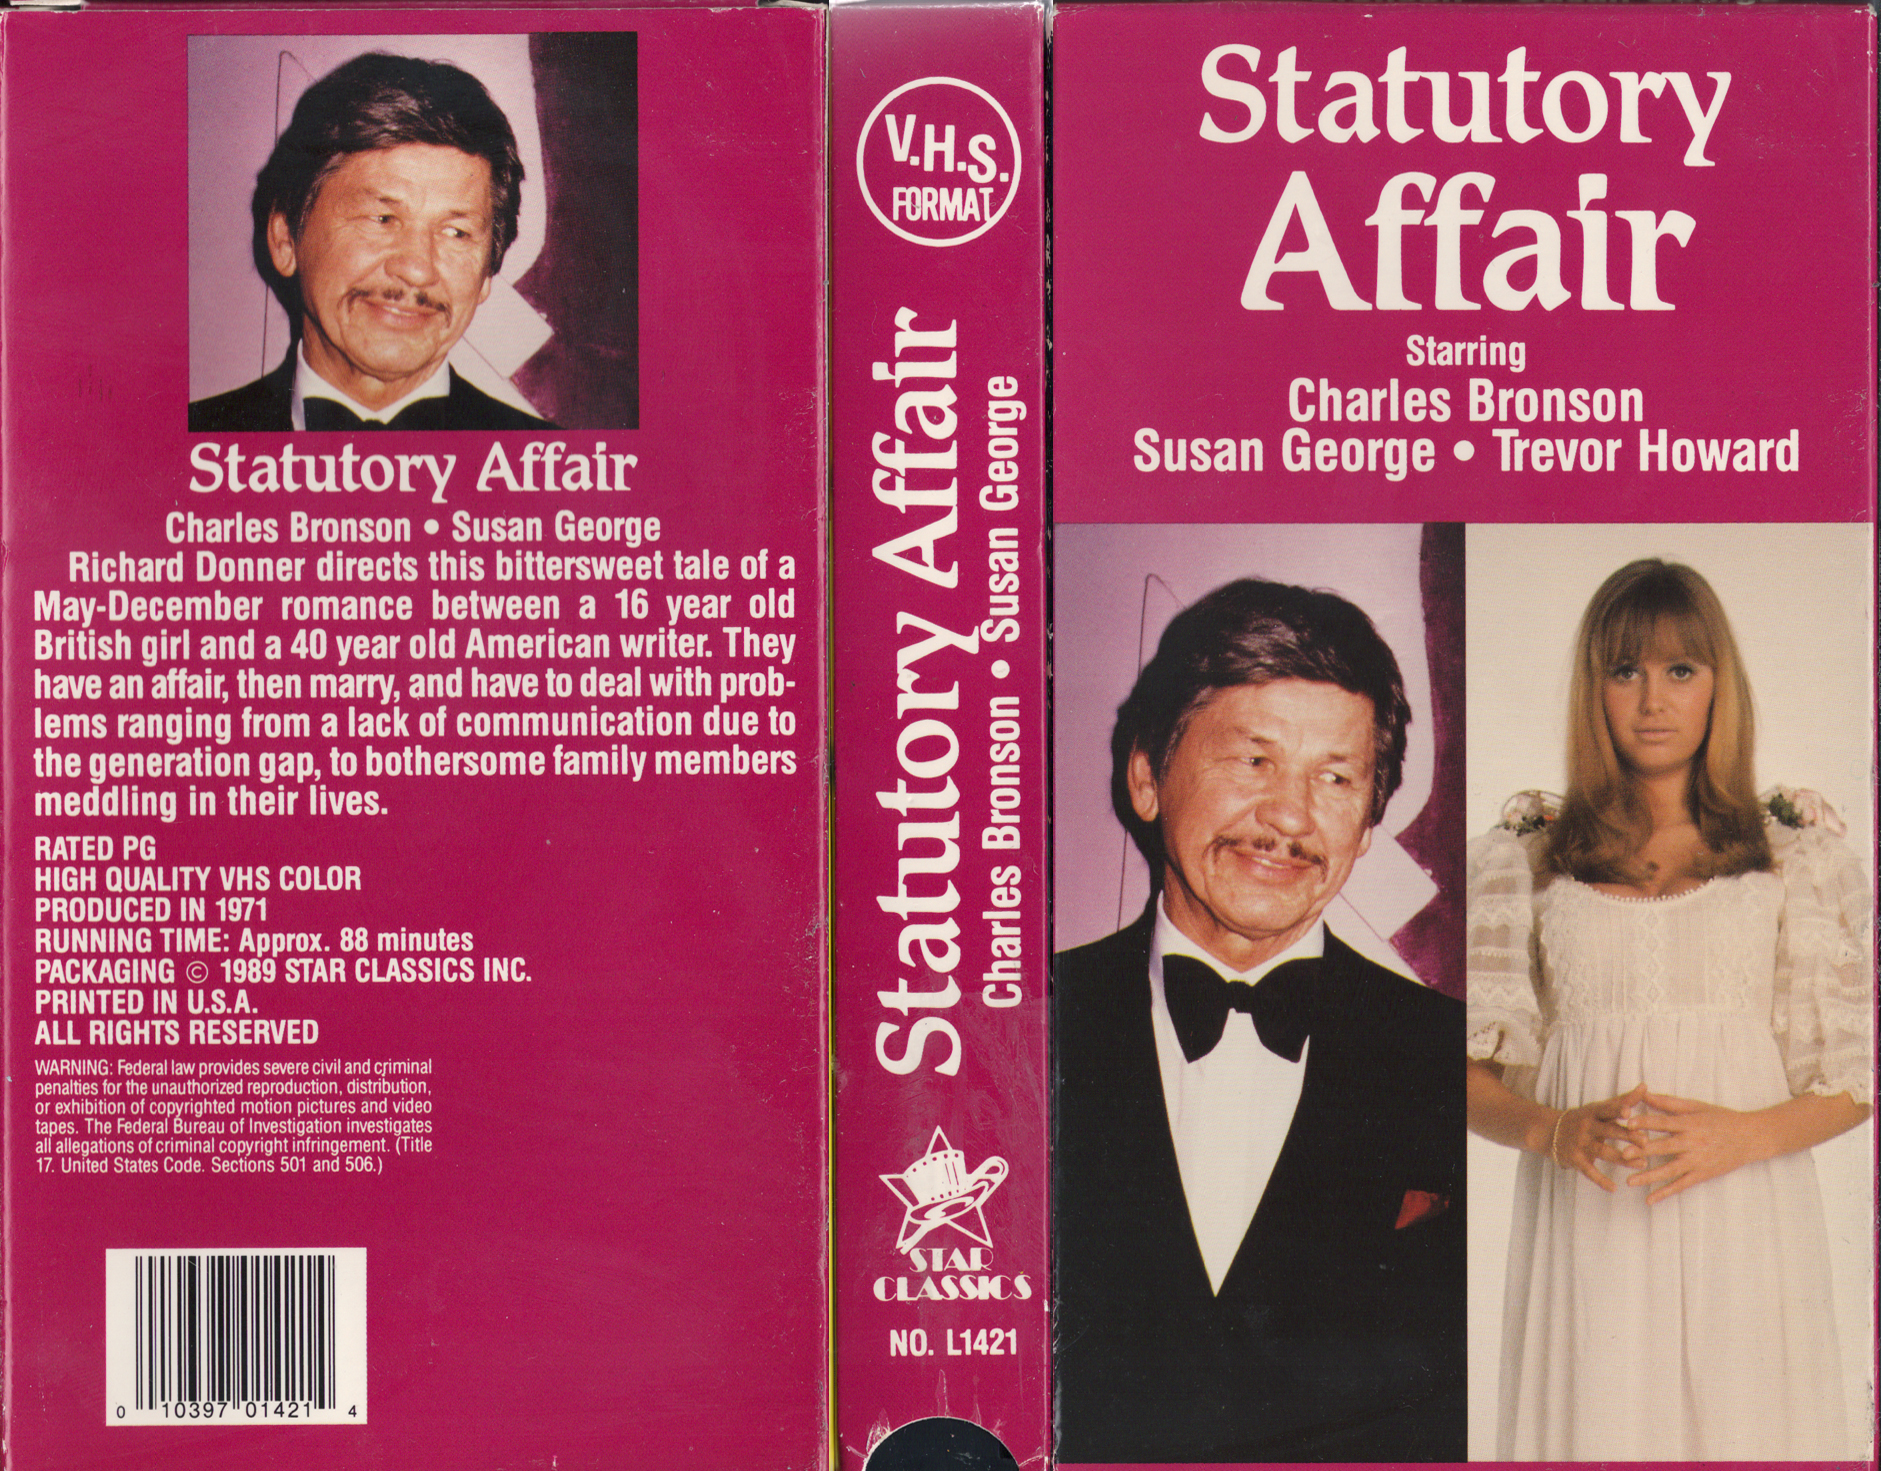 Statutory Affair
Charles Bronson • Susan George
Richard Donner directs this bittersweet tale of a
May-December romance between a 16 year old
British girl and a 40 year old American writer. They
have an affair, then marry, and have to deal with prob-
lems ranging from a lack of communication due to
the generation gap, to bothersome family members
meddling in their lives.
RATED PG
HIGH QUALITY VHS COLOR
PRODUCED IN 1971
RUNNING TIME: Approx. 88 minutes
PACKAGING © 1989 STAR CLASSICS INC.
PRINTED IN U.S.A.
ALL RIGHTS RESERVED
WARNING: Federal law provides severe civil and criminal
penalties for the unauthorized reproduction, distribution,
or exhibition of copyrighted motion pictures and video
tapes. The Federal Bureau of Investigation investigates
all allegations of criminal copyright infringement. (Title
17. United States Code. Sections 501 and 506.)
0 10397 01421 4
V.H.S.
FORMAT
Statutory Affair
Charles Bronson • Susan George
STAR
CLASSICS
NO. L1421
Statutory
Affair
Starring
Charles Bronson
Susan George • Trevor Howard